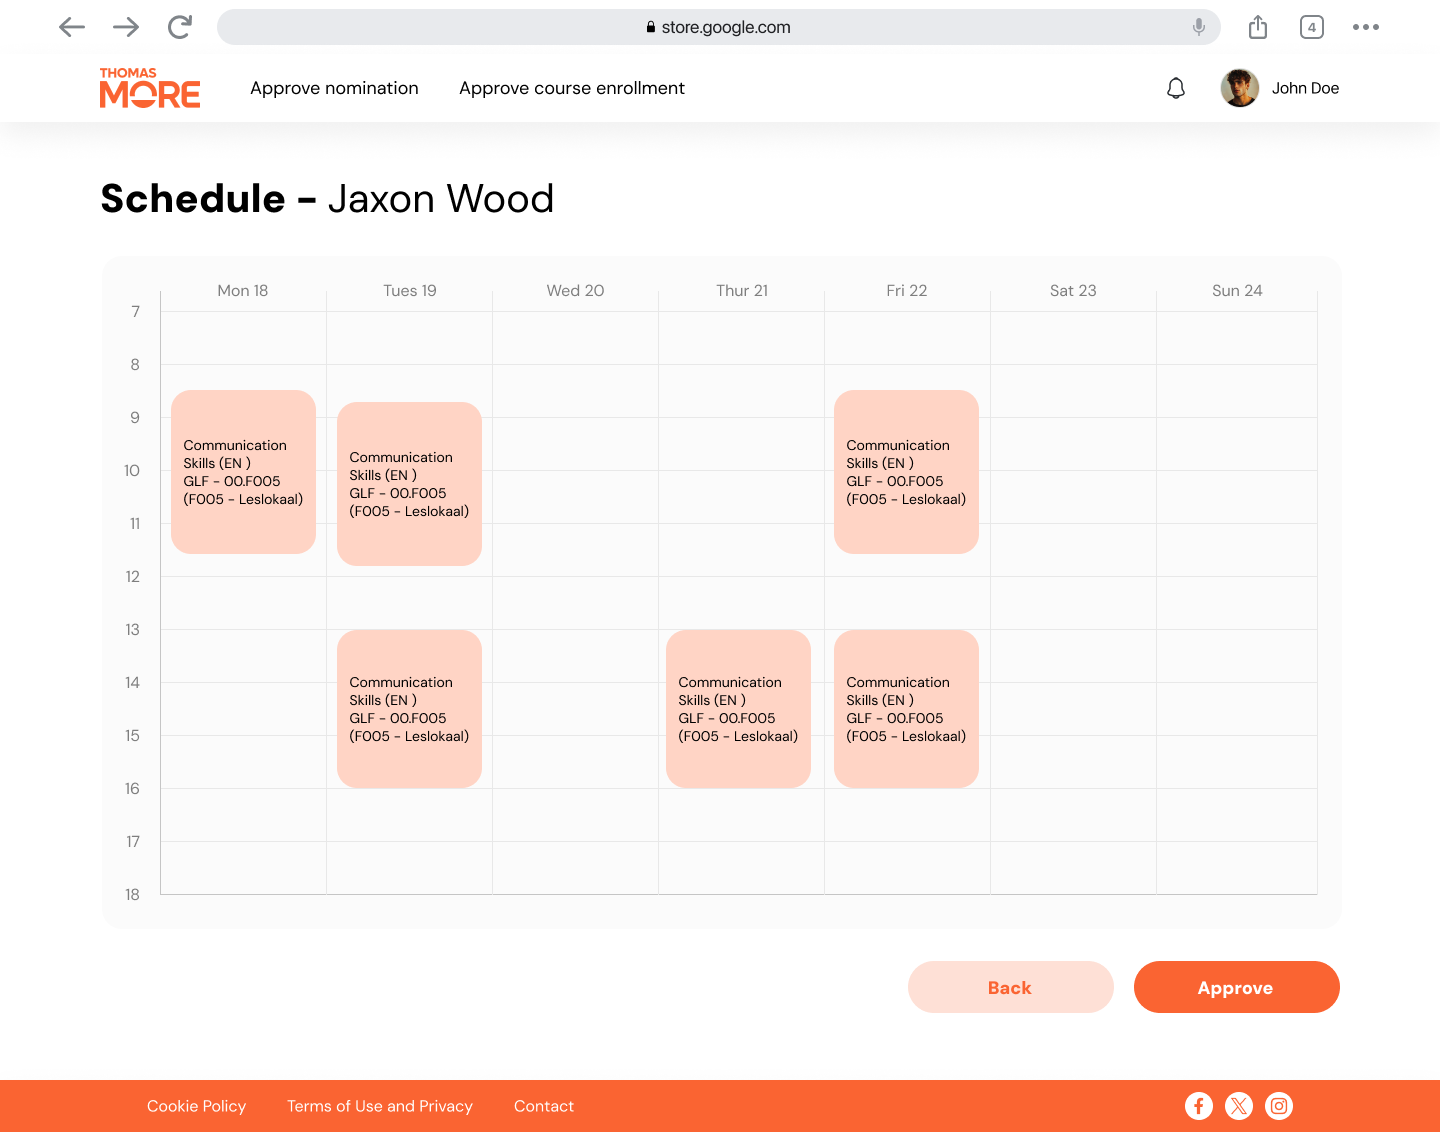 store.google.com
4
THOMAS
MORE
Approve nomination
Approve course enrollment
John Doe
Schedule - Jaxon Wood
Mon 18
Tues 19
Wed 20
Thur 21
Fri 22
Sat 23
Sun 24
7
8
9
10
11
12
13
14
15
16
17
18
Communication
Skills (EN )
GLF - 00.F005
(F005 - Leslokaal)
Communication
Skills (EN )
GLF - 00.F005
(F005 - Leslokaal)
Communication
Skills (EN )
GLF - 00.F005
(F005 - Leslokaal)
Communication
Skills (EN )
GLF - 00.F005
(F005 - Leslokaal)
Communication
Skills (EN )
GLF - 00.F005
(F005 - Leslokaal)
Communication
Skills (EN )
GLF - 00.F005
(F005 - Leslokaal)
Back
Approve
Cookie Policy
Terms of Use and Privacy
Contact